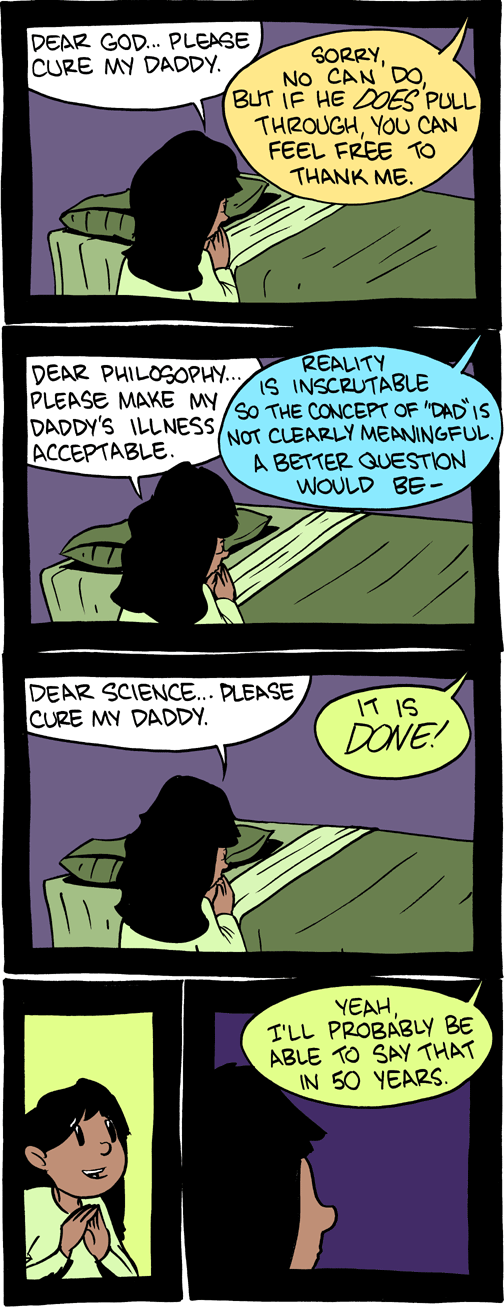 DEAR GOD... PLEASE
CURE MY DADDY.
SORRY,
NO CAN DO,
BUT IF HE DOES PULL
THROUGH, YOU CAN
FEEL FREE TO
THANK ME.
DEAR PHILOSOPHY...
PLEASE MAKE MY
DADDY'S ILLNESS
ACCEPTABLE.
REALITY
IS INSCRUTABLE
SO THE CONCEPT OF "DAD" IS
NOT CLEARLY MEANINGFUL.
A BETTER QUESTION
WOULD BE-
DEAR SCIENCE... PLEASE
CURE MY DADDY.
IT IS
DONE!
YEAH,
I'LL PROBABLY BE
ABLE TO SAY THAT
IN 50 YEARS.